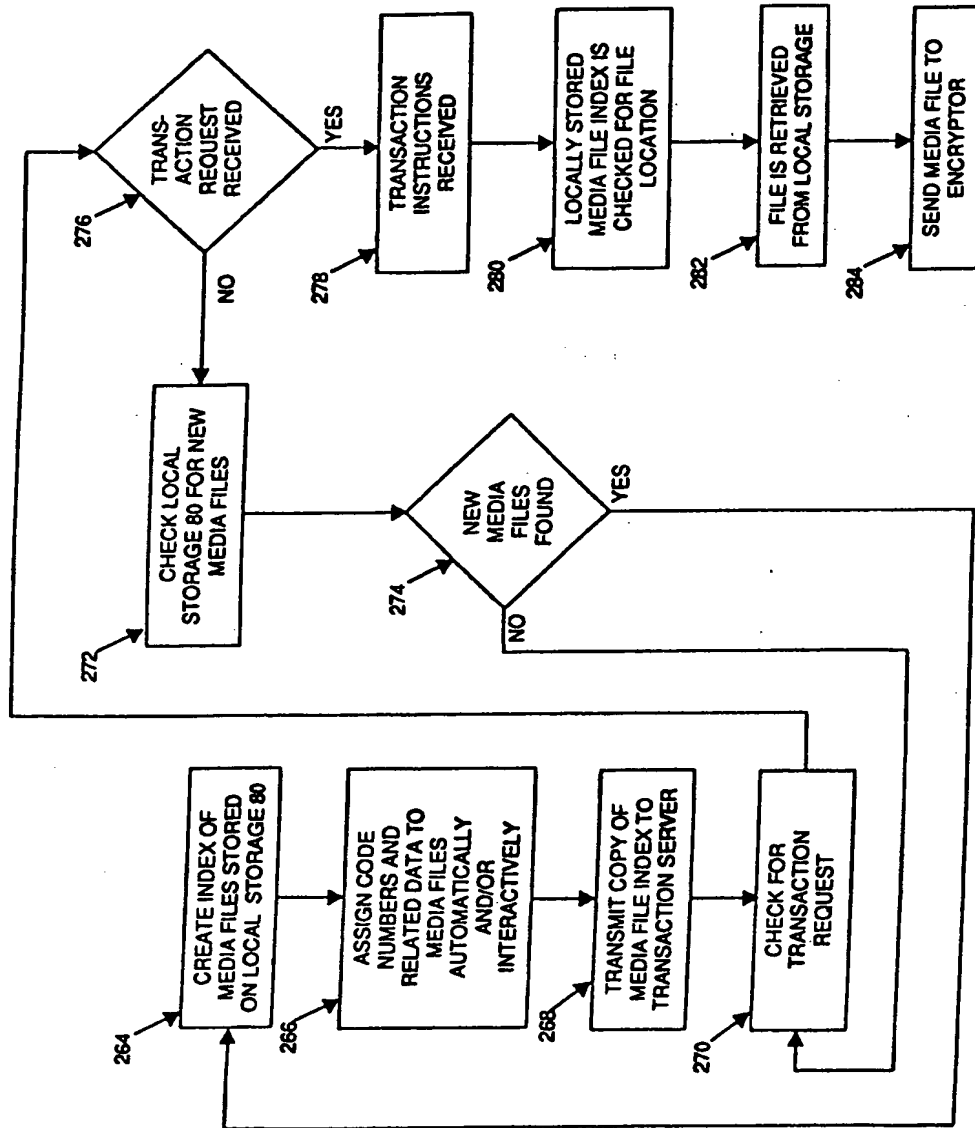 264
CREATE INDEX OF
MEDIA FILES STORED
ON LOCAL STORAGE 80
266
ASSIGN CODE
NUMBERS AND
RELATED DATA TO
MEDIA FILES
AUTOMATICALLY
AND/OR
INTERACTIVELY
268
TRANSMIT COPY OF
MEDIA FILE INDEX TO
TRANSACTION SERVER
270
CHECK FOR
TRANSACTION
REQUEST
272
CHECK LOCAL
STORAGE 80 FOR NEW
MEDIA FILES
274
NEW
MEDIA
FILES
FOUND
NO
YES
276
TRANS-
ACTION
REQUEST
RECEIVED
NO
YES
278
TRANSACTION
INSTRUCTIONS
RECEIVED
280
LOCALLY STORED
MEDIA FILE INDEX IS
CHECKED FOR FILE
LOCATION
282
FILE IS RETRIEVED
FROM LOCAL STORAGE
284
SEND MEDIA FILE TO
ENCRYPTOR